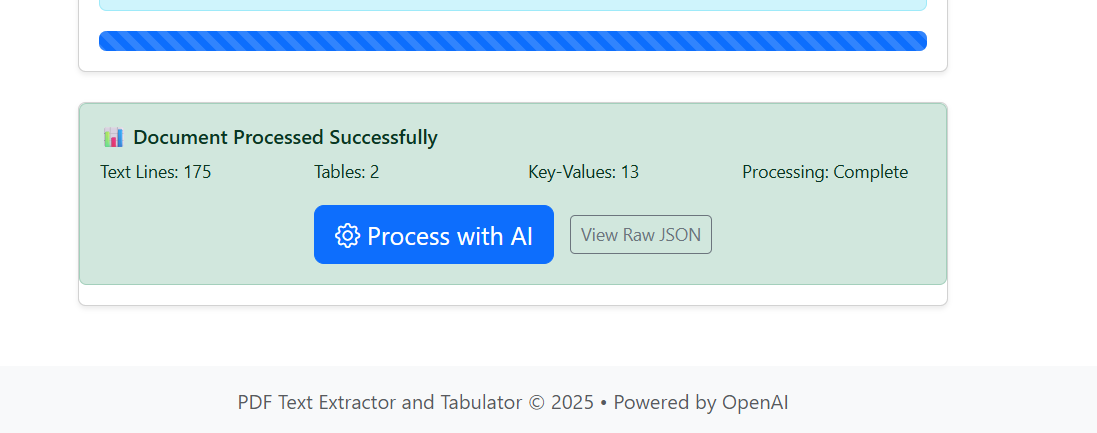 Document Processed Successfully
Text Lines: 175 Tables: 2 Key-Values: 13 Processing: Complete
Process with AI View Raw JSON
PDF Text Extractor and Tabulator © 2025 • Powered by OpenAI